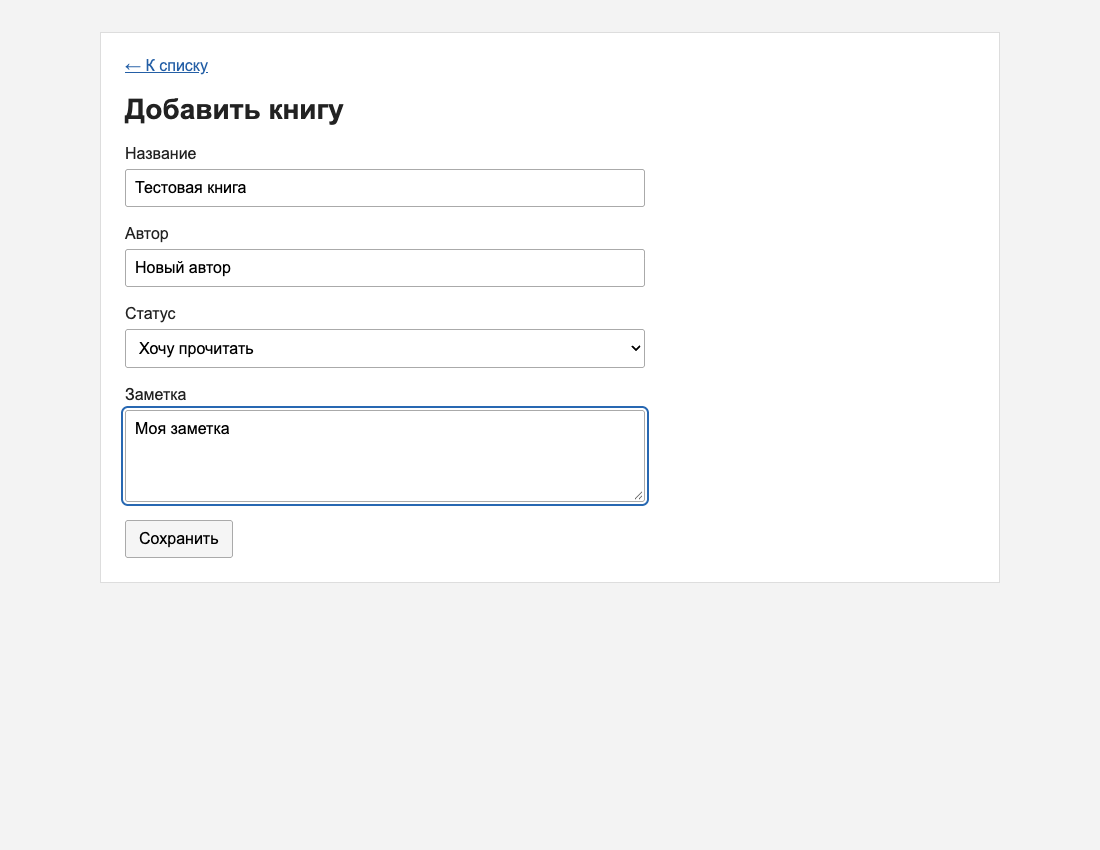 ← К списку
Добавить книгу
Название
Тестовая книга
Автор
Новый автор
Статус
Хочу прочитать
Заметка
Моя заметка
Сохранить